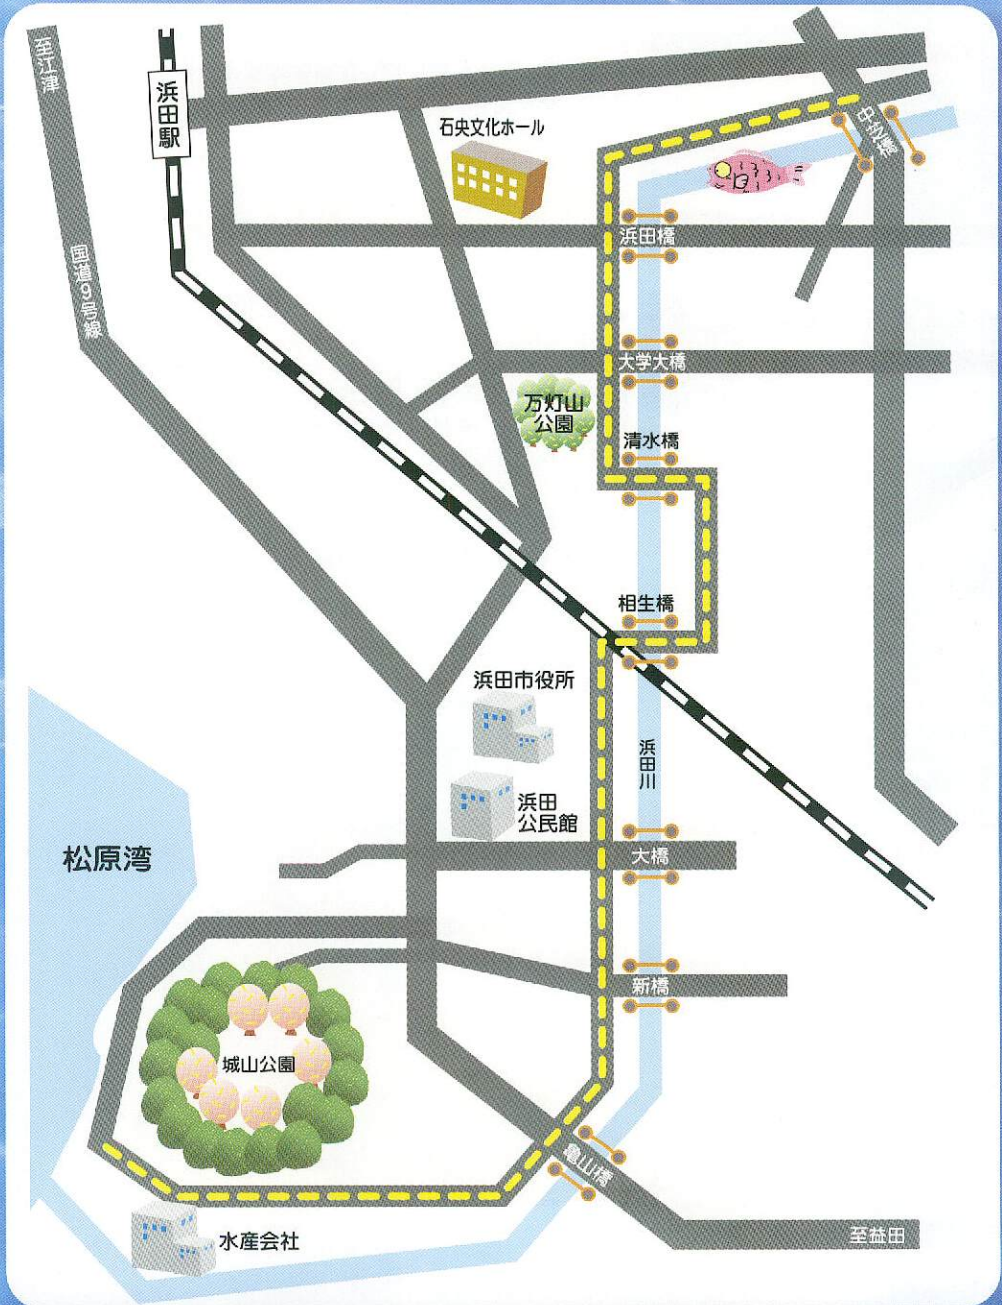 至江津
浜田駅
石央文化ホール
中芝橋
浜田橋
国道9号線
大学大橋
万灯山
公園
清水橋
相生橋
浜田市役所
浜田川
浜田
公民館
大橋
松原湾
新橋
城山公園
亀山橋
水産会社
至益田